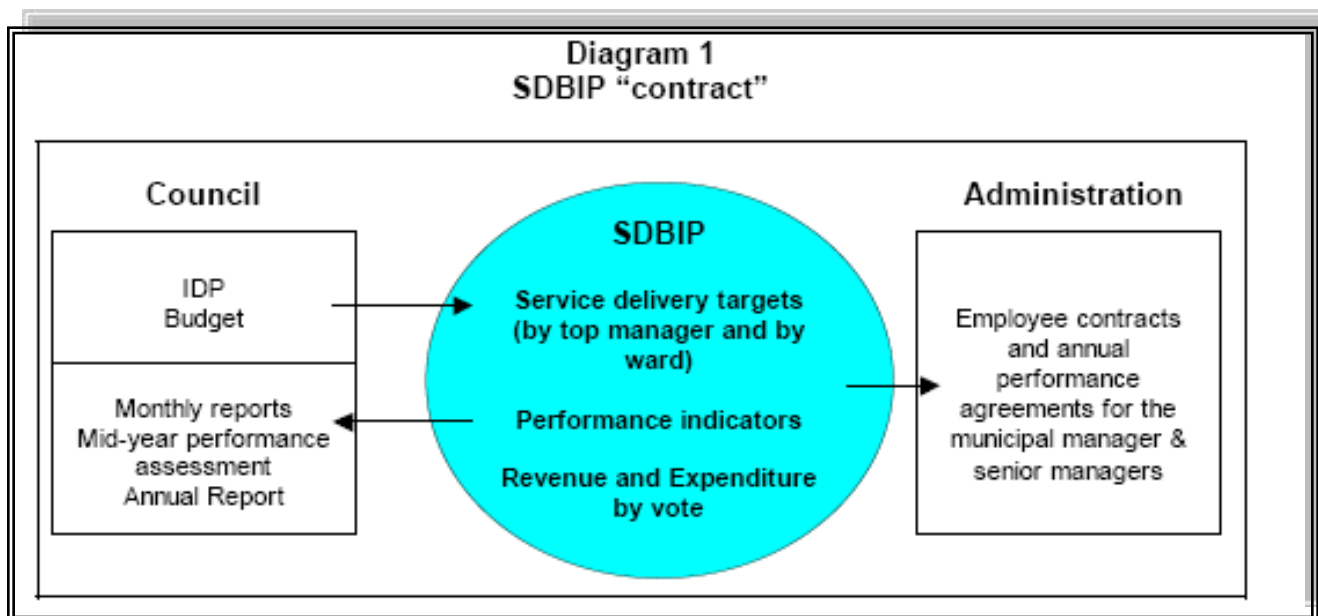 Diagram 1
SDBIP “contract”
Council
IDP
Budget
Monthly reports
Mid-year performance
assessment
Annual Report
SDBIP
Service delivery targets
(by top manager and by
ward)
Performance indicators
Revenue and Expenditure
by vote
Administration
Employee contracts
and annual
performance
agreements for the
municipal manager &
senior managers